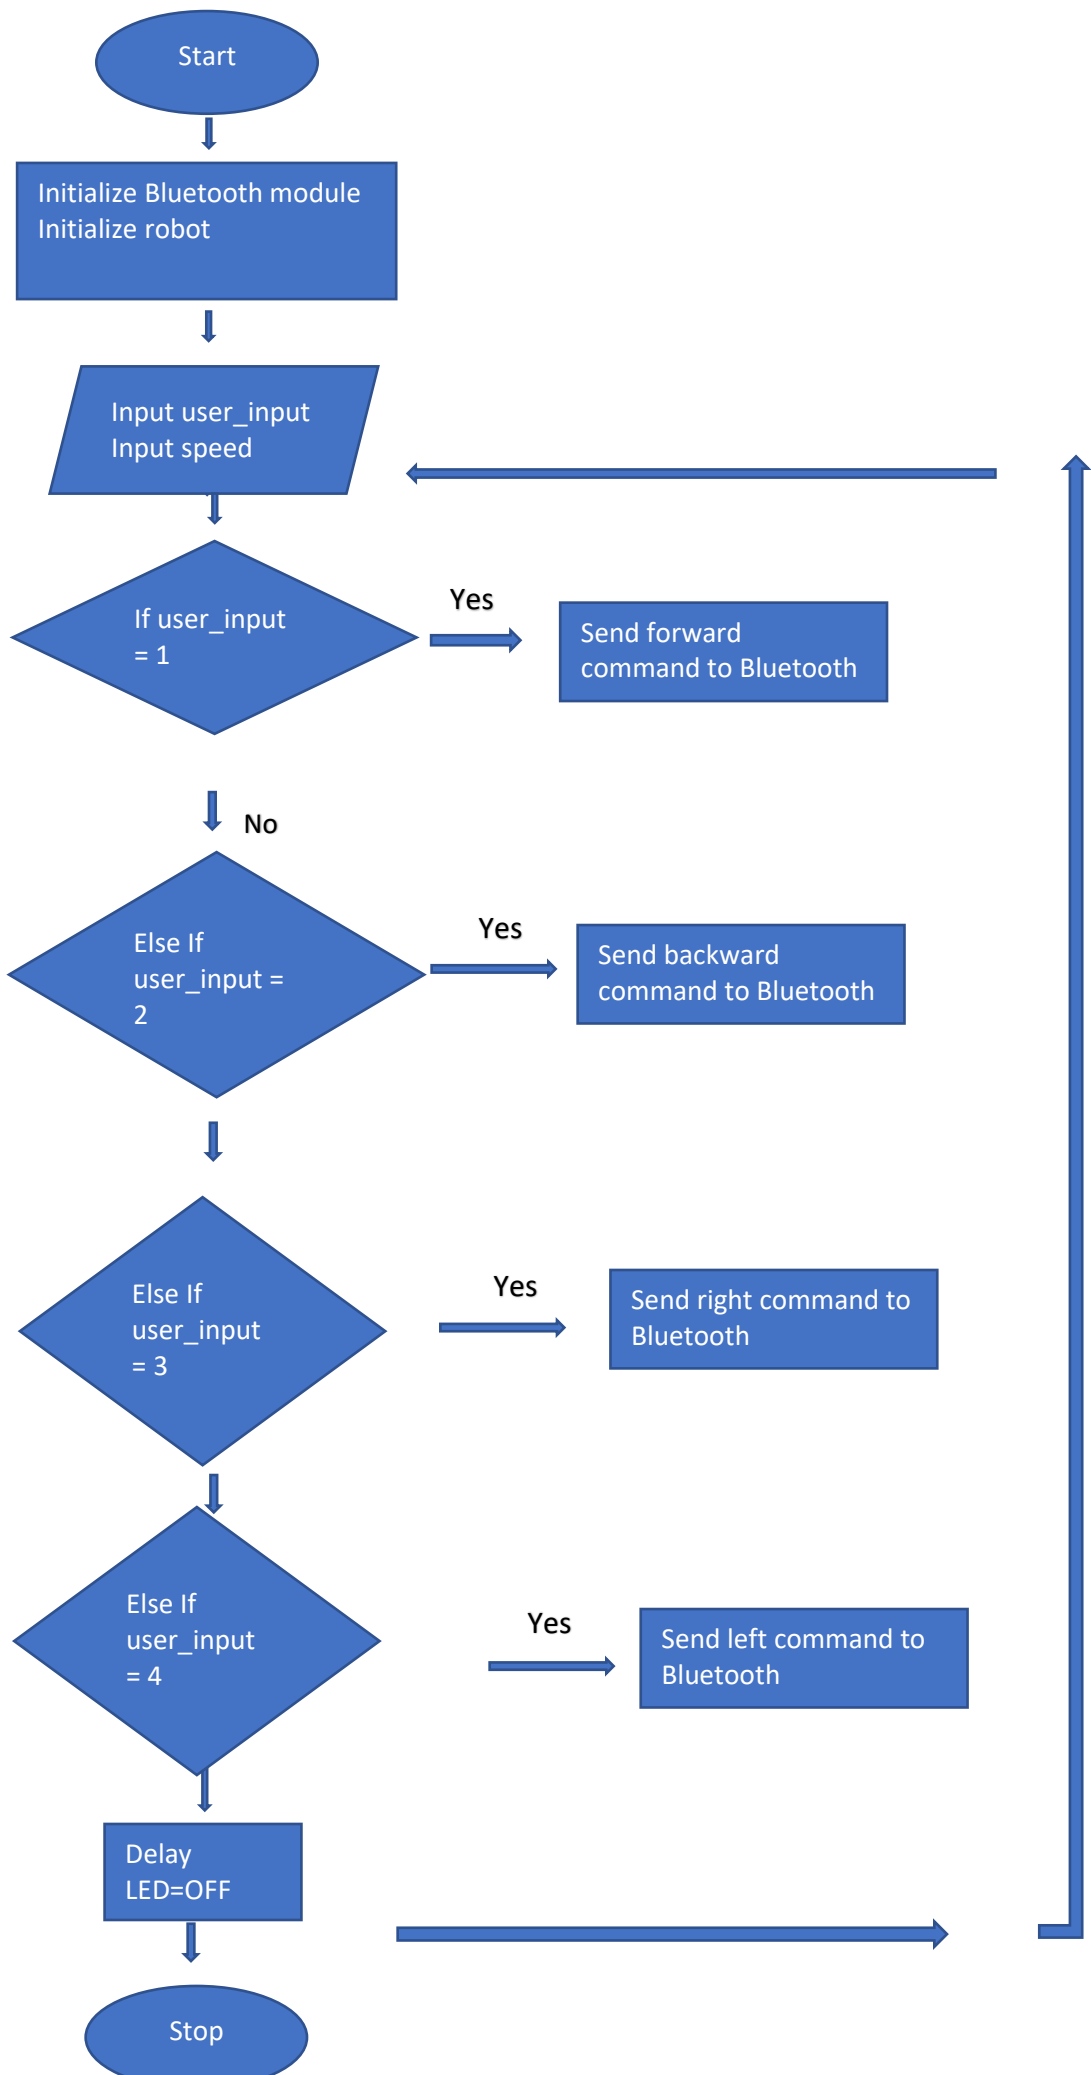 Start
Initialize Bluetooth module
Initialize robot
Input user_input
Input speed
If user_input
= 1
Yes
Send forward
command to Bluetooth
No
Else If
user_input =
2
Yes
Send backward
command to Bluetooth
Else If
user_input
= 3
Yes
Send right command to
Bluetooth
Else If
user_input
= 4
Yes
Send left command to
Bluetooth
Delay
LED=OFF
Stop